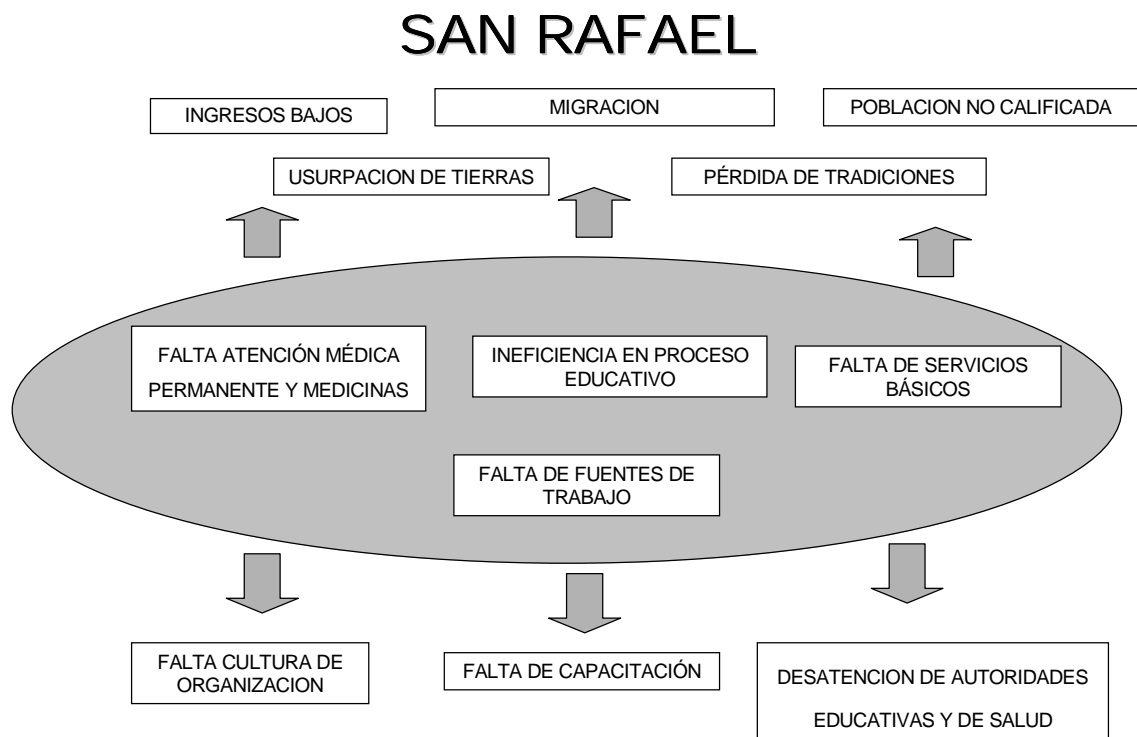 SAN RAFAEL
INGRESOS BAJOS
MIGRACION
POBLACION NO CALIFICADA
USURPACION DE TIERRAS
PÉRDIDA DE TRADICIONES
FALTA ATENCIÓN MÉDICA
PERMANENTE Y MEDICINAS
INEFICIENCIA EN PROCESO
EDUCATIVO
FALTA DE SERVICIOS
BÁSICOS
FALTA DE FUENTES DE
TRABAJO
FALTA CULTURA DE
ORGANIZACION
FALTA DE CAPACITACIÓN
DESATENCION DE AUTORIDADES
EDUCATIVAS Y DE SALUD